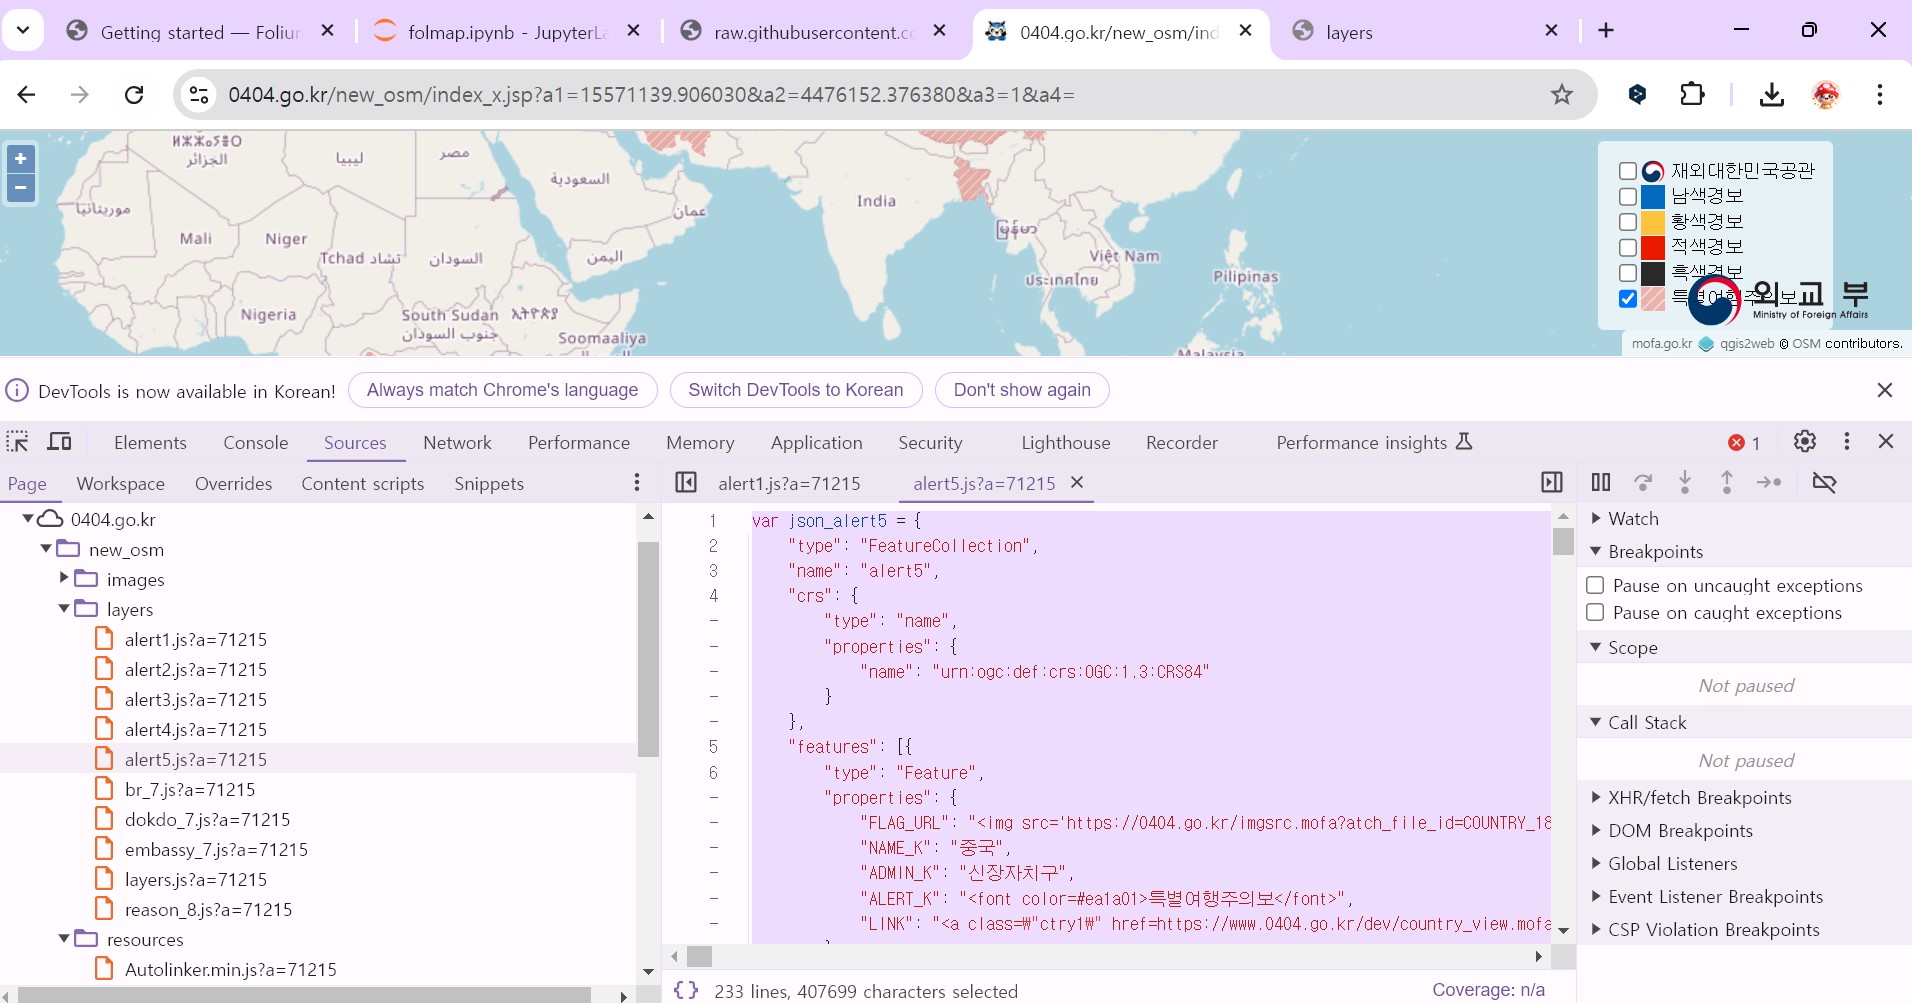 Getting started — Foliu
folmap.ipynb - JupyterLa
raw.githubusercontent.c
0404.go.kr/new_osm/ind
layers
0404.go.kr/new_osm/index_x.jsp?a1=15571139.906030&a2=4476152.376380&a3=1&a4=
ⵍⵣⵣⴰⵢⴻⵔ
الجزائر
ليبيا
مصر
السعودية
عمان
موريتانيا
Mali
Niger
Tchad تشاد
السودان
اليمن
India
မြန်မာ
Việt Nam
ประเทศไทย
Pilipinas
Nigeria
South Sudan
جنوب السودان
ኢትዮጵያ
Soomaaliya
الصومال
Malaysia
재외대한민국공관
남색경보
황색경보
적색경보
흑색경보
특별여행주의보
외교부
Ministry of Foreign Affairs
mofa.go.kr qgis2web © OSM contributors.
DevTools is now available in Korean! Always match Chrome's language Switch DevTools to Korean Don't show again
Elements Console Sources Network Performance Memory Application Security Lighthouse Recorder Performance insights 1
Page Workspace Overrides Content scripts Snippets
alert1.js?a=71215 alert5.js?a=71215
0404.go.kr
new_osm
images
layers
alert1.js?a=71215
alert2.js?a=71215
alert3.js?a=71215
alert4.js?a=71215
alert5.js?a=71215
br_7.js?a=71215
dokdo_7.js?a=71215
embassy_7.js?a=71215
layers.js?a=71215
reason_8.js?a=71215
resources
Autolinker.min.js?a=71215
1 var json_alert5 = {
2 "type": "FeatureCollection",
3 "name": "alert5",
4 "crs": {
- "type": "name",
- "properties": {
- "name": "urn:ogc:def:crs:OGC:1.3:CRS84"
- }
- },
5 "features": [{
6 "type": "Feature",
- "properties": {
- "FLAG_URL": "<img src='https://0404.go.kr/imgsrc.mofa?atch_file_id=COUNTRY_18
- "NAME_K": "중국",
- "ADMIN_K": "신장자치구",
- "ALERT_K": "<font color=#ea1a01>특별여행주의보</font>",
- "LINK": "<a class=₩"ctry1₩" href=https://www.0404.go.kr/dev/country_view.mofa
{} 233 lines, 407699 characters selected
Coverage: n/a
Watch
Breakpoints
Pause on uncaught exceptions
Pause on caught exceptions
Scope
Not paused
Call Stack
Not paused
XHR/fetch Breakpoints
DOM Breakpoints
Global Listeners
Event Listener Breakpoints
CSP Violation Breakpoints